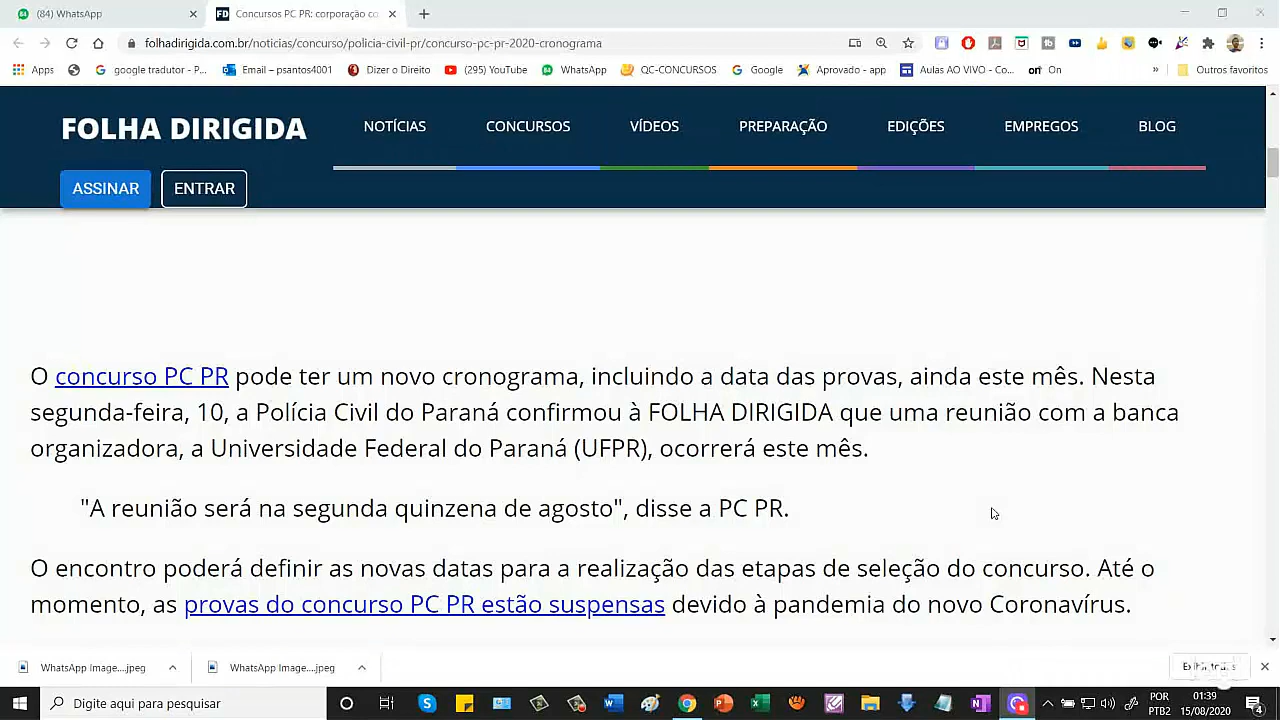 (84) WhatsApp
Concursos PC PR: corporação co
folhadirigida.com.br/noticias/concurso/policia-civil-pr/concurso-pc-pr-2020-cronograma
Apps
google tradutor - P...
Email – psantos4001
Dizer o Direito
(295) YouTube
WhatsApp
QC-CONCURSOS
Google
Aprovado - app
Aulas AO VIVO - Co...
On
»
Outros favoritos
FOLHA DIRIGIDA
NOTÍCIAS
CONCURSOS
VÍDEOS
PREPARAÇÃO
EDIÇÕES
EMPREGOS
BLOG
ASSINAR
ENTRAR
O concurso PC PR pode ter um novo cronograma, incluindo a data das provas, ainda este mês. Nesta
segunda-feira, 10, a Polícia Civil do Paraná confirmou à FOLHA DIRIGIDA que uma reunião com a banca
organizadora, a Universidade Federal do Paraná (UFPR), ocorrerá este mês.
"A reunião será na segunda quinzena de agosto", disse a PC PR.
O encontro poderá definir as novas datas para a realização das etapas de seleção do concurso. Até o
momento, as provas do concurso PC PR estão suspensas devido à pandemia do novo Coronavírus.
WhatsApp Image....jpeg
WhatsApp Image....jpeg
Digite aqui para pesquisar
POR
PTB2
01:39
15/08/2020